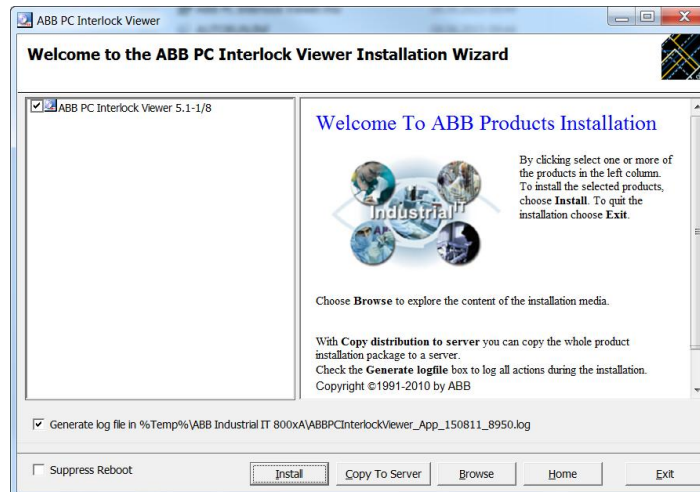 ABB PC Interlock Viewer
Welcome to the ABB PC Interlock Viewer Installation Wizard
ABB PC Interlock Viewer 5.1-1/8
Welcome To ABB Products Installation
Industrial IT
By clicking select one or more of
the products in the left column.
To install the selected products,
choose Install. To quit the
installation choose Exit.
Choose Browse to explore the content of the installation media.
With Copy distribution to server you can copy the whole product
installation package to a server.
Check the Generate logfile box to log all actions during the installation.
Copyright ©1991-2010 by ABB
Generate log file in %Temp%\ABB Industrial IT 800xA\ABBPCInterlockViewer_App_150811_8950.log
Suppress Reboot
Install
Copy To Server
Browse
Home
Exit